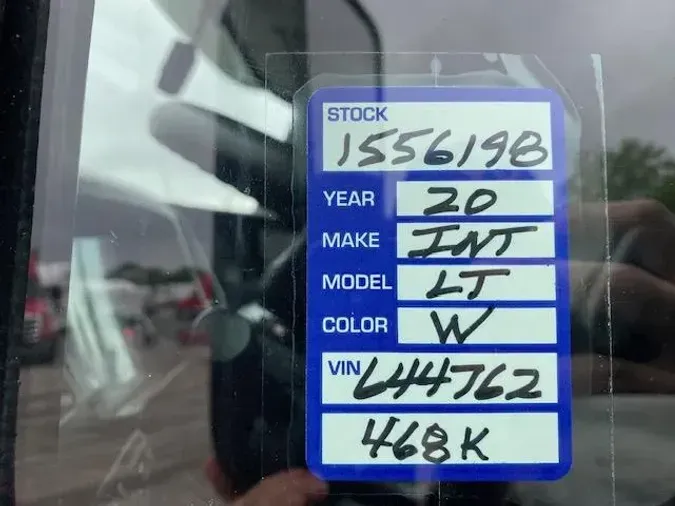 STOCK
1556198
YEAR 20
MAKE INT
MODEL LT
COLOR W
VIN L44762
468K